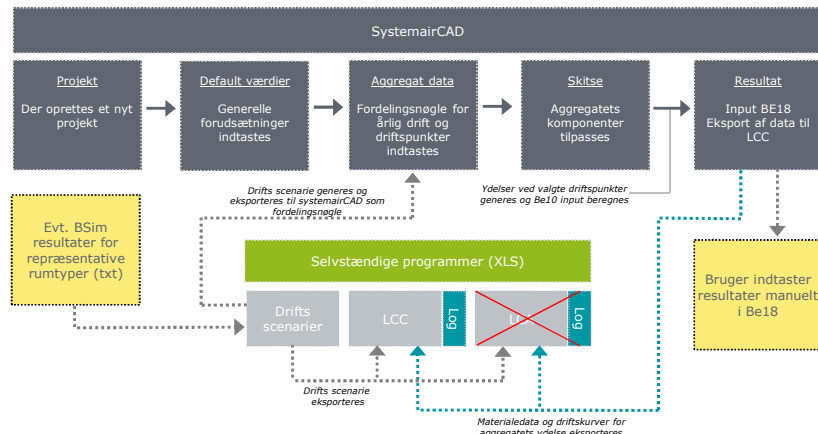 SystemairCAD
Projekt
Der oprettes et nyt
projekt
Default værdier
Generelle
forudsætninger
indtastes
Aggregat data
Fordelingsnøgle for
årlig drift og
driftspunkter
indtastes
Skitse
Aggregatets
komponenter
tilpasses
Resultat
Input BE18
Eksport af data til
LCC
Drifts scenarie generes og
eksporteres til systemairCAD som
fordelingsnøgle
Ydelser ved valgte driftspunkter
generes og Be10 input beregnes
Evt. BSim
resultater for
repræsentative
rumtyper (txt)
Selvstændige programmer (XLS)
Drifts
scenarier
LCC
Log
LCA
Log
Bruger indtaster
resultater manuelt
i Be18
Drifts scenarie
eksporteres
Materialedata og driftskurver for
aggregatets ydelse eksporteres